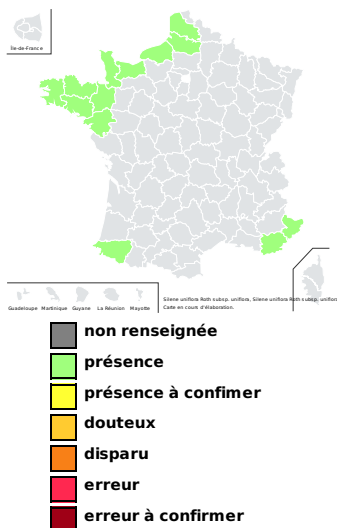 Île-de-France
Guadeloupe Martinique Guyane La Réunion Mayotte
Silene uniflora Roth subsp. uniflora, Silene uniflora Roth subsp. uniflora
Carte en cours d'élaboration.
non renseignée
présence
présence à confimer
douteux
disparu
erreur
erreur à confirmer